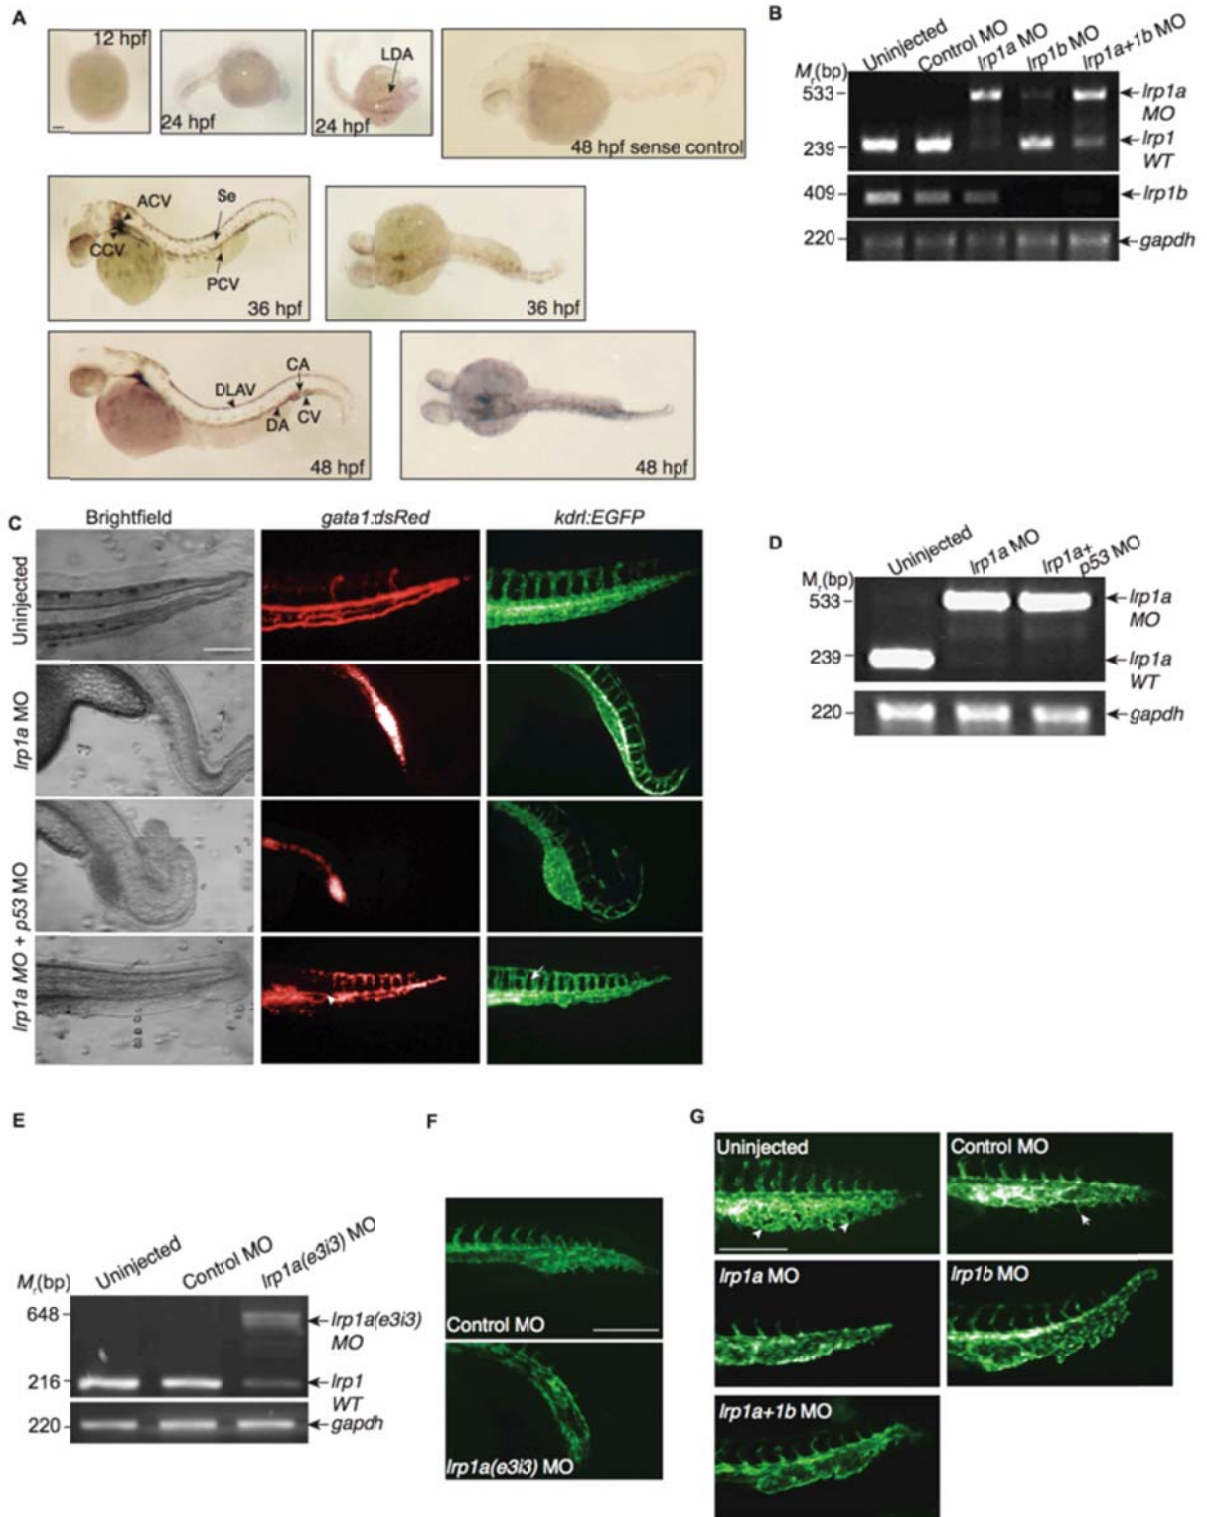 A
12 hpf
24 hpf
LDA
24 hpf
48 hpf sense control
ACV
Se
CCV
PCV
36 hpf
36 hpf
DLAV
CA
DA
CV
48 hpf
48 hpf
B
Uninjected
Control MO
lrp1a MO
lrp1b MO
lrp1a+1b MO
Mr(bp)
533
lrp1a
MO
239
lrp1
WT
409
lrp1b
220
gapdh
C
Brightfield
gata1:dsRed
kdrl:EGFP
Uninjected
lrp1a MO
lrp1a MO + p53 MO
D
Uninjected
lrp1a MO
lrp1a+
p53 MO
Mr(bp)
533
lrp1a
MO
239
lrp1a
WT
220
gapdh
E
Uninjected
Control MO
lrp1a(e3i3) MO
Mr(bp)
648
lrp1a(e3i3)
MO
216
lrp1
WT
220
gapdh
F
Control MO
lrp1a(e3i3) MO
G
Uninjected
Control MO
lrp1a MO
lrp1b MO
lrp1a+1b MO